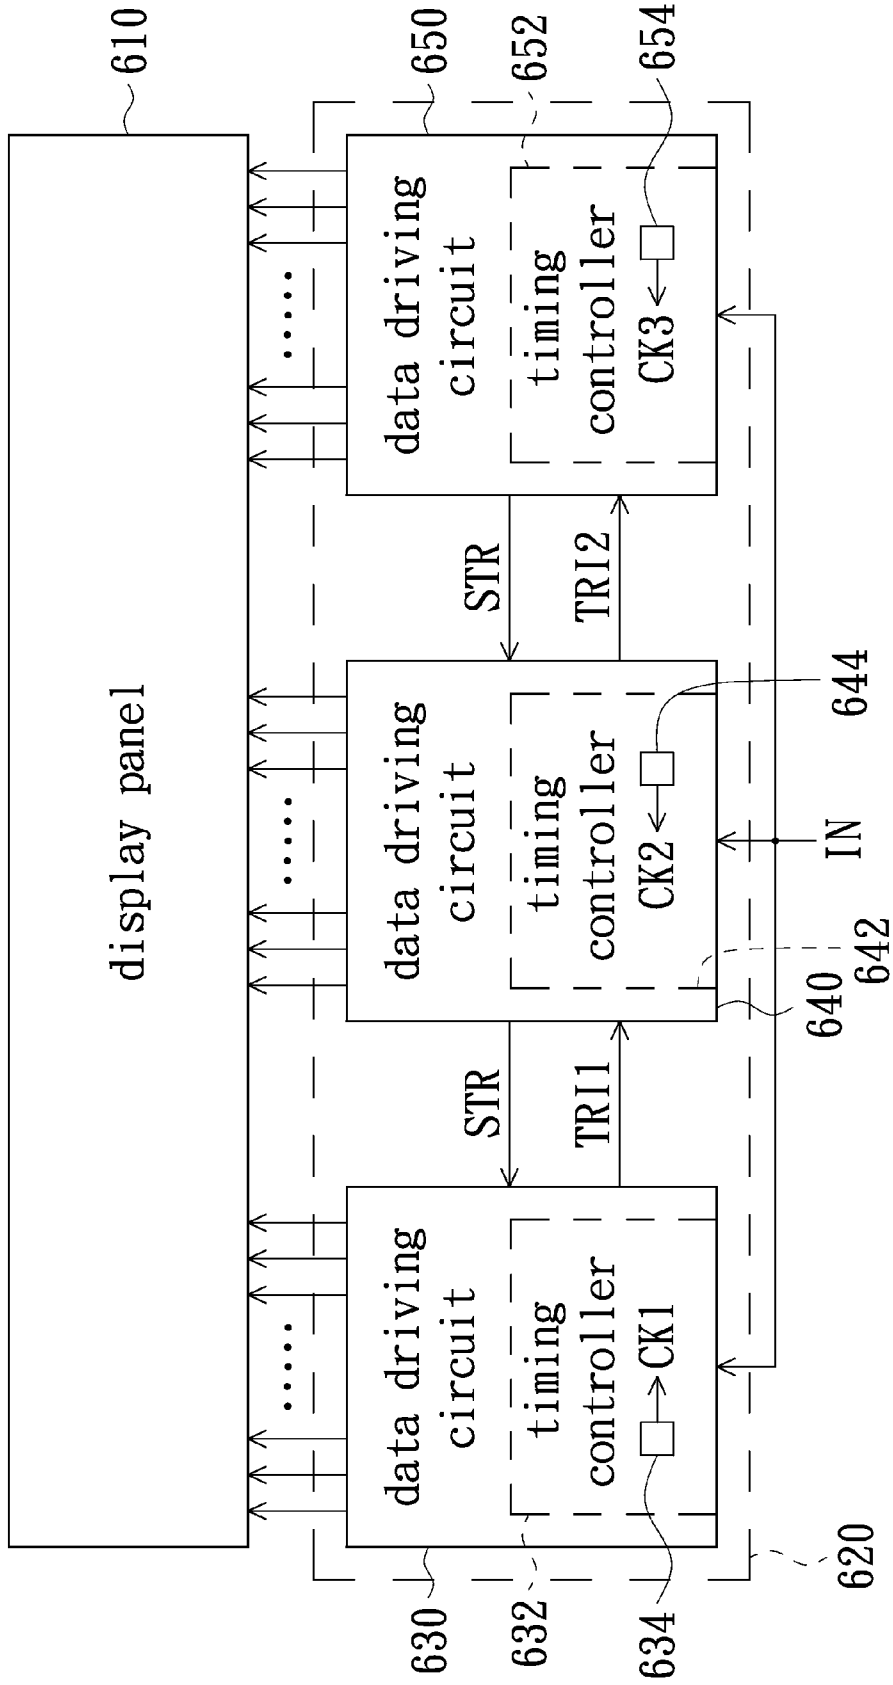 610
display panel
650
652
654
data driving
circuit
timing
controller
CK3
STR
TRI2
data driving
circuit
timing
controller
CK2
644
IN
642
640
STR
TRI1
data driving
circuit
timing
controller
CK1
630
632
634
620